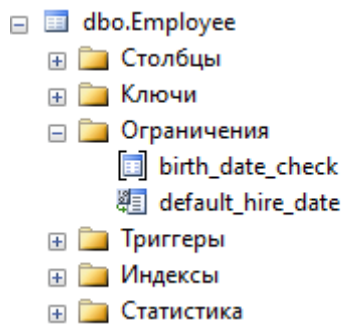 dbo.Employee
Столбцы
Ключи
Ограничения
birth_date_check
default_hire_date
Триггеры
Индексы
Статистика